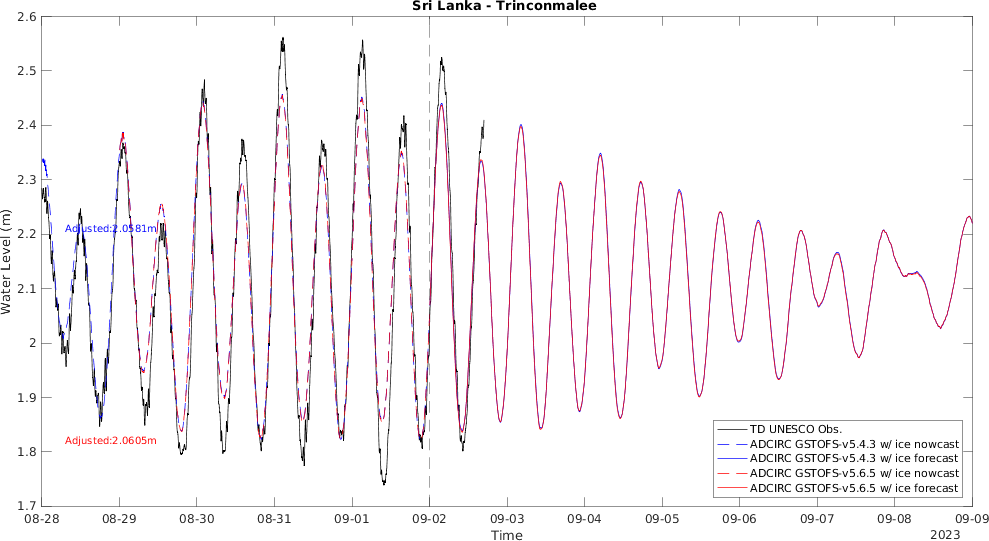 Sri Lanka - Trinconmalee
2.6
2.5
2.4
2.3
2.2
2.1
2
1.9
1.8
1.7
Water Level (m)
Adjusted:2.0581m
Adjusted:2.0605m
TD UNESCO Obs.
ADCIRC GSTOFS-v5.4.3 w/ ice nowcast
ADCIRC GSTOFS-v5.4.3 w/ ice forecast
ADCIRC GSTOFS-v5.6.5 w/ ice nowcast
ADCIRC GSTOFS-v5.6.5 w/ ice forecast
08-28 08-29 08-30 08-31 09-01 09-02 09-03 09-04 09-05 09-06 09-07 09-08 09-09
Time
2023